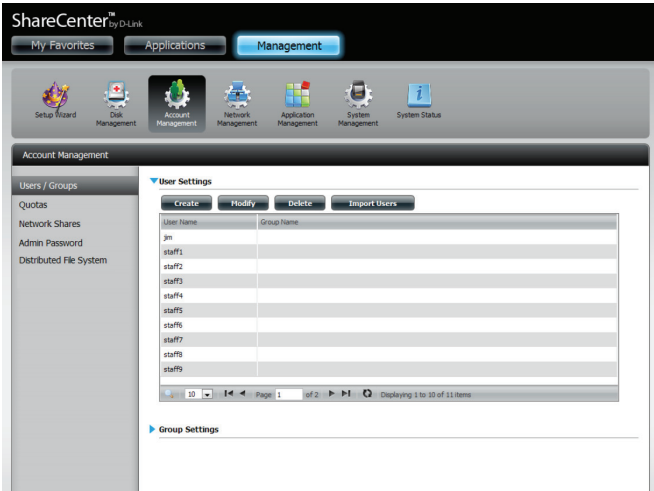 ShareCenter™ by D-Link
My Favorites Applications Management
Setup Wizard Disk Management Account Management Network Management Application Management System Management System Status
Account Management
Users / Groups
Quotas
Network Shares
Admin Password
Distributed File System
User Settings
Create Modify Delete Import Users
User Name Group Name
jm
staff1
staff2
staff3
staff4
staff5
staff6
staff7
staff8
staff9
10 Page 1 of 2 Displaying 1 to 10 of 11 items
Group Settings